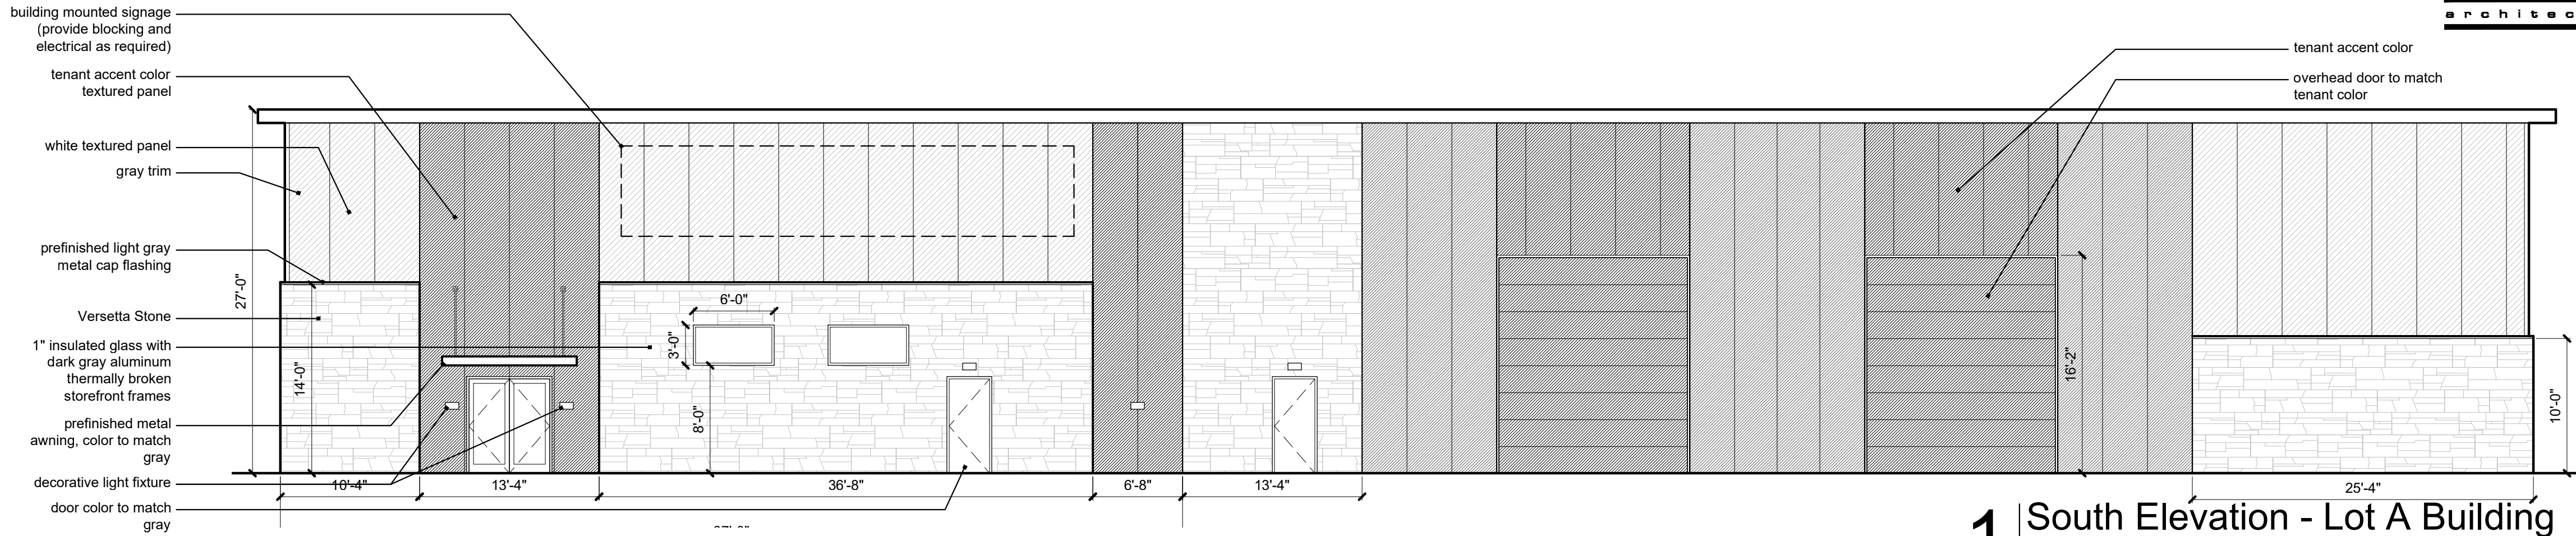 building mounted signage
(provide blocking and
electrical as required)
tenant accent color
textured panel
white textured panel
gray trim
prefinished light gray
metal cap flashing
Versetta Stone
1" insulated glass with
dark gray aluminum
thermally broken
storefront frames
prefinished metal
awning, color to match
gray
decorative light fixture
door color to match
gray
tenant accent color
overhead door to match
tenant color
27'-0"
14'-0"
6'-0"
3'-0"
8'-0"
16'-2"
10'-0"
10'-4"
13'-4"
36'-8"
6'-8"
13'-4"
25'-4"
1
South Elevation - Lot A Building